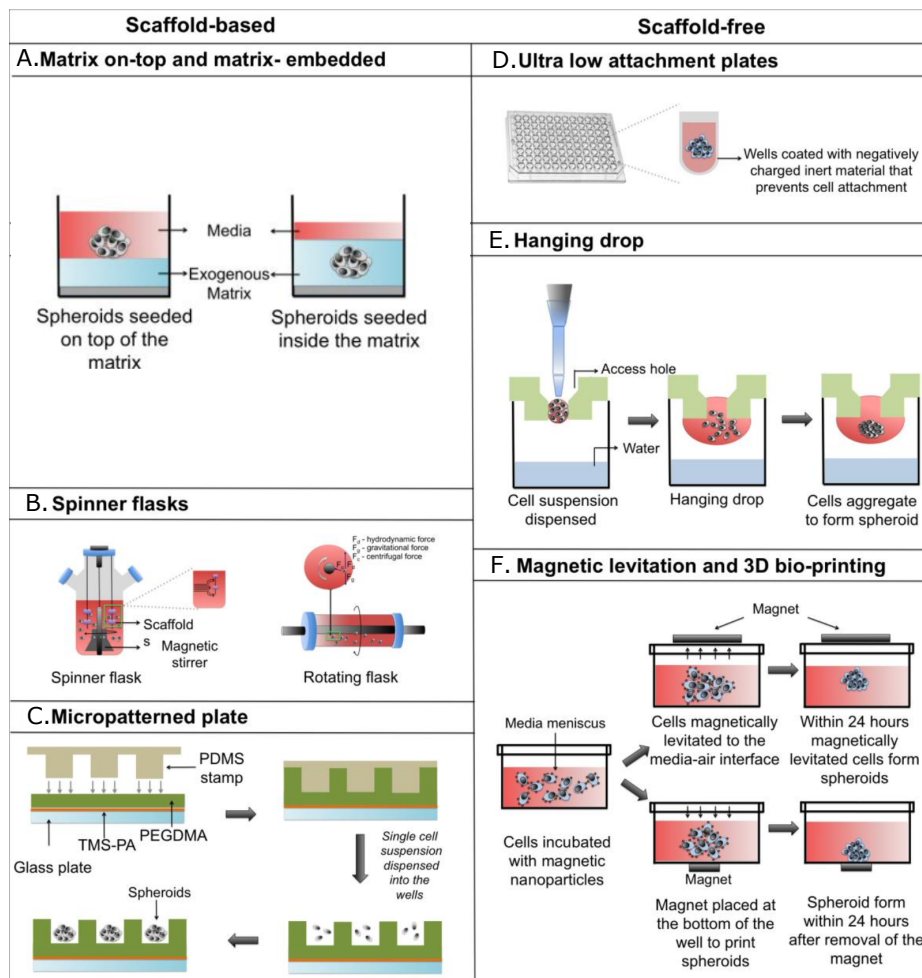 Scaffold-based
A. Matrix on-top and matrix- embedded
Media
Exogenous
Matrix
Spheroids seeded
on top of the
matrix
Spheroids seeded
inside the matrix
B. Spinner flasks
Scaffold
s
Magnetic
stirrer
Spinner flask
Fd - hydrodynamic force
Fg - gravitational force
Fc - centrifugal force
Rotating flask
C. Micropatterned plate
PDMS
stamp
PEGDMA
TMS-PA
Glass plate
Single cell
suspension
dispensed
into the
wells
Spheroids
Scaffold-free
D. Ultra low attachment plates
Wells coated with negatively
charged inert material that
prevents cell attachment
E. Hanging drop
Access hole
Water
Cell suspension
dispensed
Hanging drop
Cells aggregate
to form spheroid
F. Magnetic levitation and 3D bio-printing
Magnet
Media meniscus
Cells incubated
with magnetic
nanoparticles
Cells magnetically
levitated to the
media-air interface
Within 24 hours
magnetically
levitated cells form
spheroids
Magnet
Magnet placed at
the bottom of the
well to print
spheroids
Spheroid form
within 24 hours
after removal of the
magnet